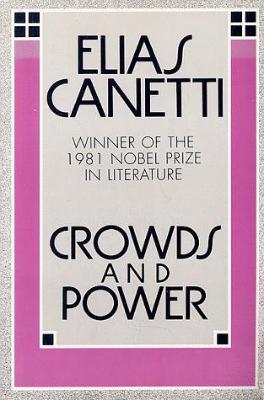 ELIAS
CANETTI
WINNER OF THE
1981 NOBEL PRIZE
IN LITERATURE
CROWDS
AND
POWER